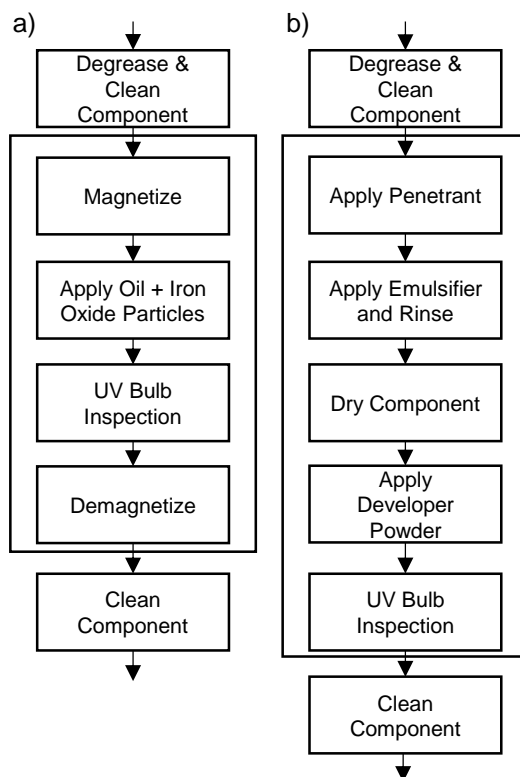 a)
Degrease &
Clean
Component
Magnetize
Apply Oil + Iron
Oxide Particles
UV Bulb
Inspection
Demagnetize
Clean
Component
b)
Degrease &
Clean
Component
Apply Penetrant
Apply Emulsifier
and Rinse
Dry Component
Apply
Developer
Powder
UV Bulb
Inspection
Clean
Component